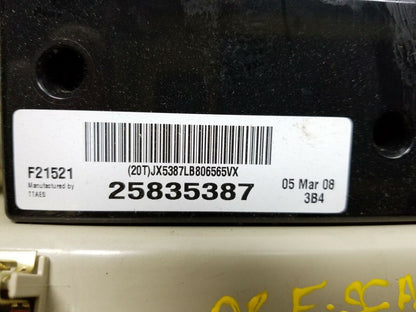 (20T)JX5387LB806565VX
F21521
Manufactured by
TTAES
25835387
05 Mar 08
3B4